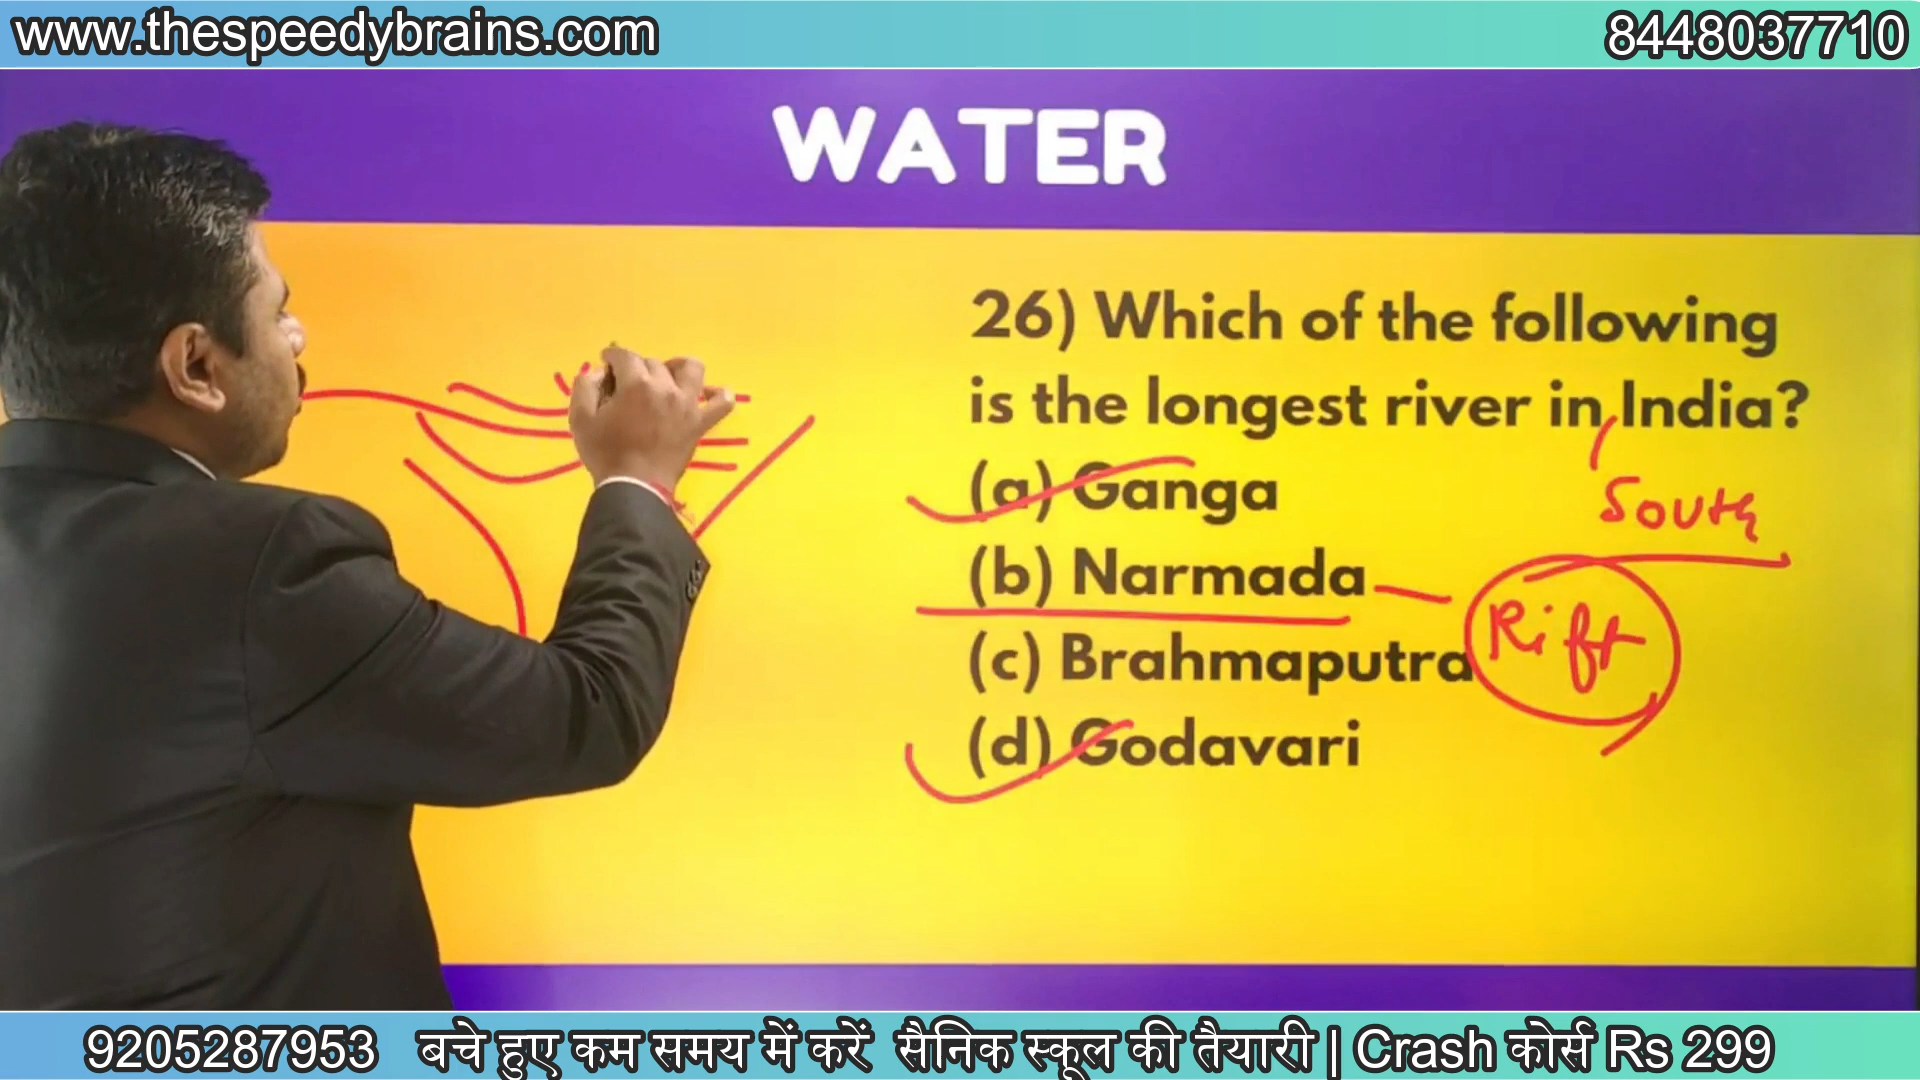 www.thespeedybrains.com 8448037710
WATER
26) Which of the following
is the longest river in India?
South
(a) Ganga
(b) Narmada
Rift
(c) Brahmaputra
(d) Godavari
9205287953 बचे हुए कम समय में करें सैनिक स्कूल की तैयारी | Crash कोर्स Rs 299